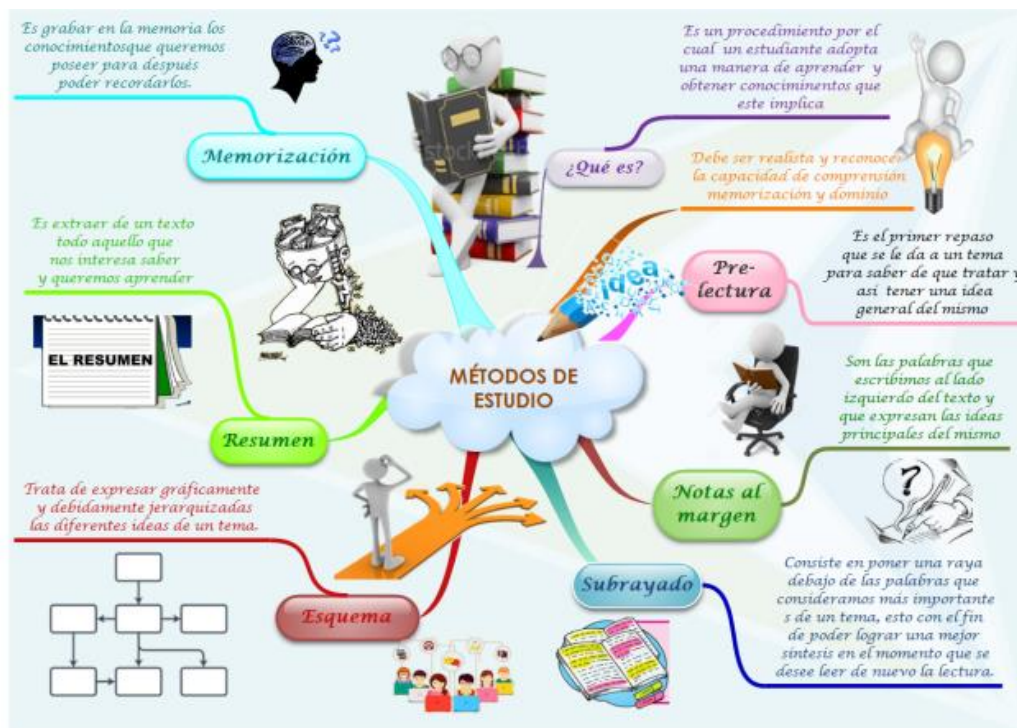 MÉTODOS DE
ESTUDIO
¿Qué es?
Es un procedimiento por el
cual un estudiante adopta
una manera de aprender y
obtener conociminentos que
este implica
Debe ser realista y reconocer
la capacidad de comprensión
memorización y dominio
idea
Pre-
lectura
Es el primer repaso
que se le da a un tema
para saber de que tratar y
así tener una idea
general del mismo
Notas al
margen
Son las palabras que
escribimos al lado
izquierdo del texto y
que expresan las ideas
principales del mismo
?
Subrayado
Consiste en poner una raya
debajo de las palabras que
consideramos más importante
s de un tema, esto con el fin
de poder lograr una mejor
síntesis en el momento que se
desee leer de nuevo la lectura.
Esquema
Trata de expresar gráficamente
y debidamente jerarquizadas
las diferentes ideas de un tema.
Resumen
Es extraer de un texto
todo aquello que
nos interesa saber
y queremos aprender
EL RESUMEN
Memorización
Es grabar en la memoria los
conocimientosque queremos
poseer para después
poder recordarlos.
???